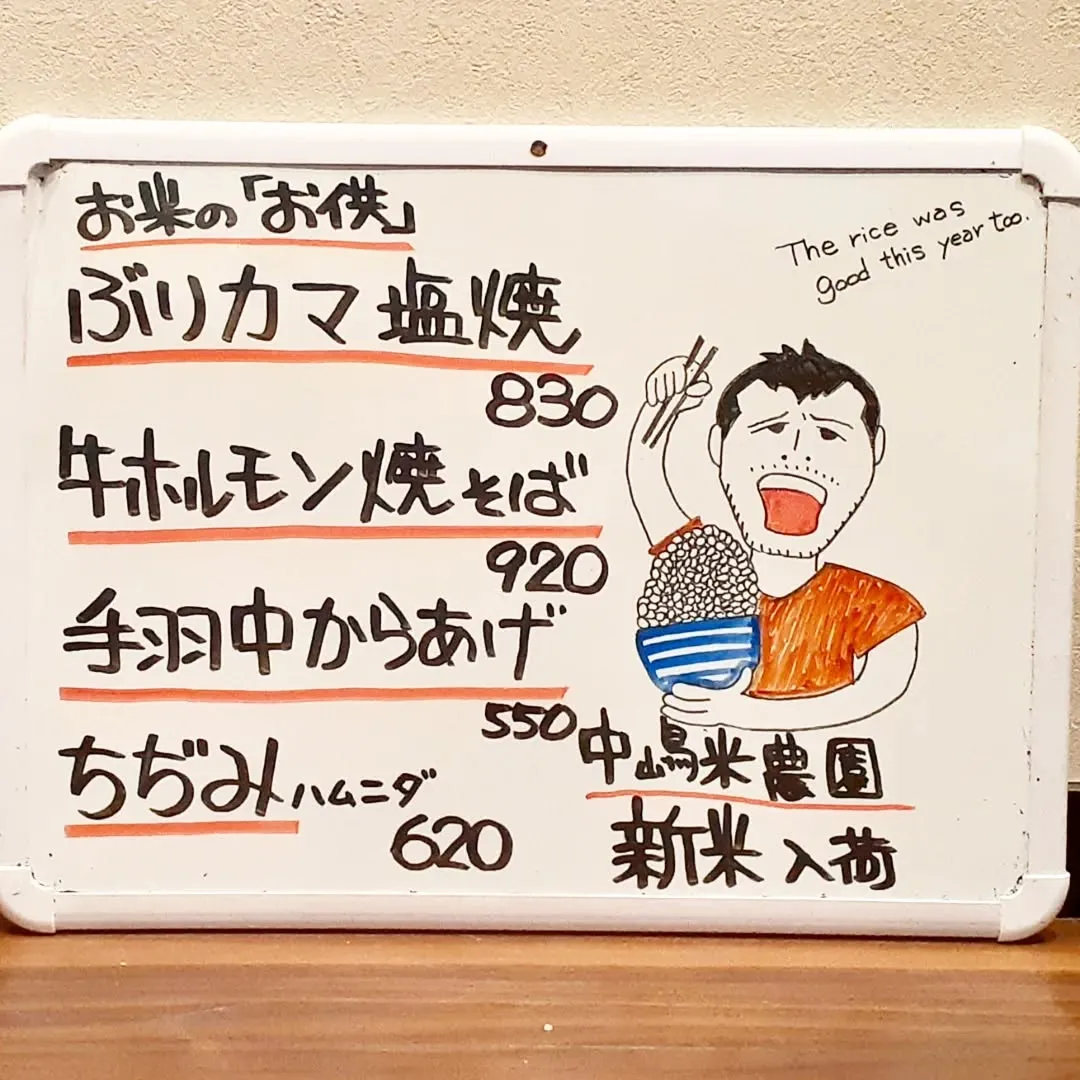 お米の「お供」
ぶりカマ塩焼
830
牛ホルモン焼そば
920
手羽中からあげ
550
ちぢみハムニダ
620
The rice was
good this year too.
中嶋米農園
新米入荷